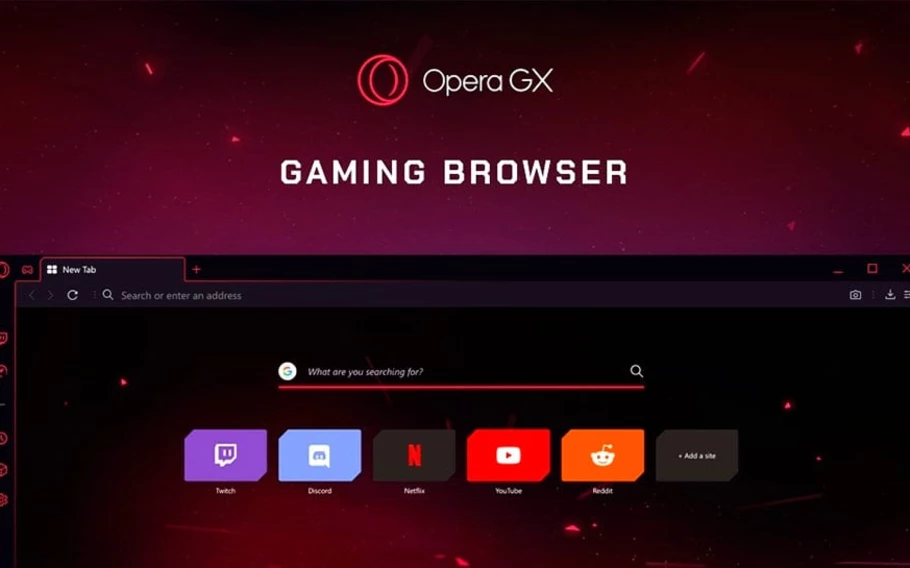 Opera GX
GAMING BROWSER
New Tab
Search or enter an address
What are you searching for?
+ Add a site
Twitch
Discord
Netflix
YouTube
Reddit